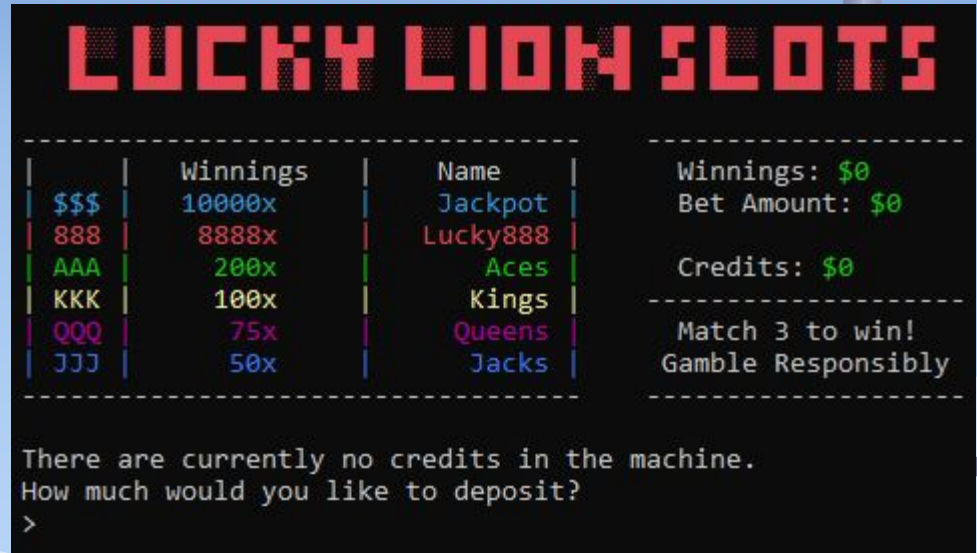 LUCKY LION SLOTS
Winnings Name
$$$ 10000x Jackpot
888 8888x Lucky888
AAA 200x Aces
KKK 100x Kings
QQQ 75x Queens
JJJ 50x Jacks
Winnings: $0
Bet Amount: $0
Credits: $0
Match 3 to win!
Gamble Responsibly
There are currently no credits in the machine.
How much would you like to deposit?
>